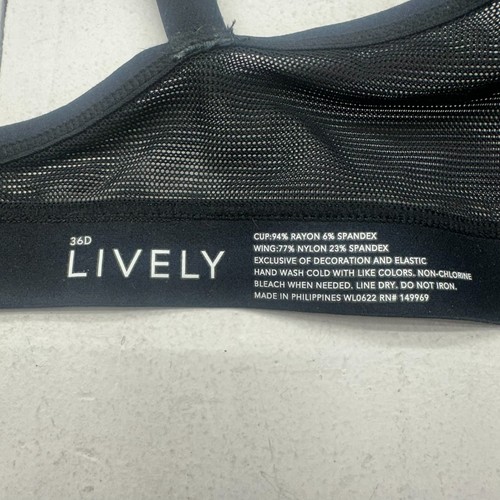 36D
LIVELY
CUP:94% RAYON 6% SPANDEX
WING:77% NYLON 23% SPANDEX
EXCLUSIVE OF DECORATION AND ELASTIC
HAND WASH COLD WITH LIKE COLORS. NON-CHLORINE
BLEACH WHEN NEEDED. LINE DRY. DO NOT IRON.
MADE IN PHILIPPINES WL0622 RN# 149969